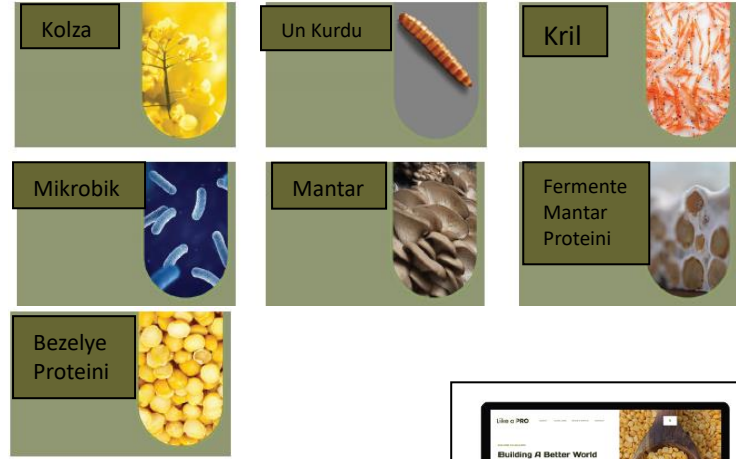 Kolza
Un Kurdu
Kril
Mikrobik
Mantar
Fermente
Mantar
Proteini
Bezelye
Proteini
Like a PRO
Building A Better World